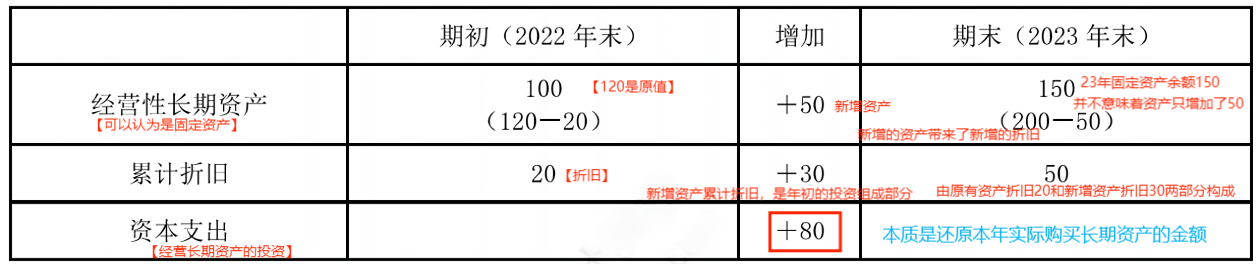 期初（2022 年末） 增加 期末（2023 年末）
经营性长期资产 100 【120是原值】 +50 新增资产 150 23年固定资产余额150
【可以认为是固定资产】 （120－20） （200－50） 并不意味着资产只增加了50
新增的资产带来了新增的折旧
累计折旧 20 【折旧】 +30 50
新增资产累计折旧，是年初的投资组成部分 由原有资产折旧20和新增资产折旧30两部分构成
资本支出 +80 本质是还原本年实际购买长期资产的金额
【经营长期资产的投资】